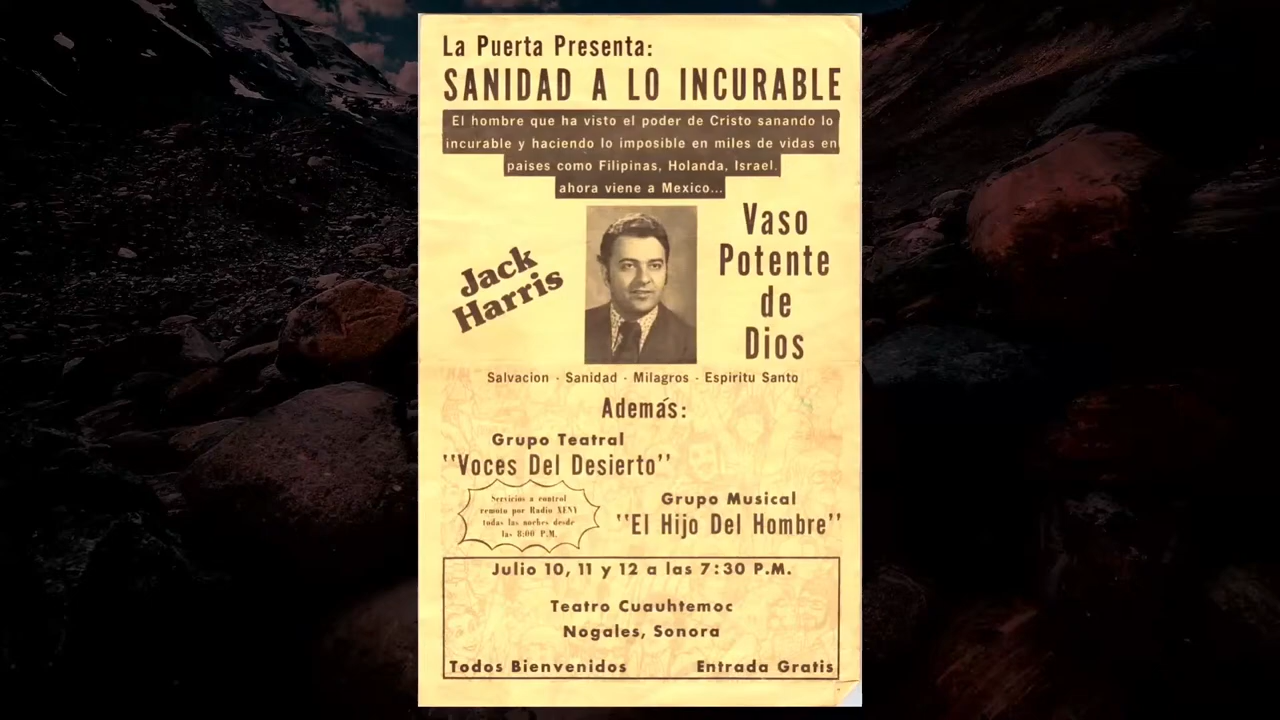 La Puerta Presenta:
SANIDAD A LO INCURABLE
El hombre que ha visto el poder de Cristo sanando lo
incurable y haciendo lo imposible en miles de vidas en
paises como Filipinas, Holanda, Israel.
ahora viene a Mexico...
Jack
Harris
Vaso
Potente
de
Dios
Salvacion · Sanidad · Milagros · Espiritu Santo
Además:
Grupo Teatral
"Voces Del Desierto"
Servicios a control
remoto por Radio XENY
todas las noches desde
las 8:00 P.M.
Grupo Musical
"El Hijo Del Hombre"
Julio 10, 11 y 12 a las 7:30 P.M.
Teatro Cuauhtemoc
Nogales, Sonora
Todos Bienvenidos
Entrada Gratis